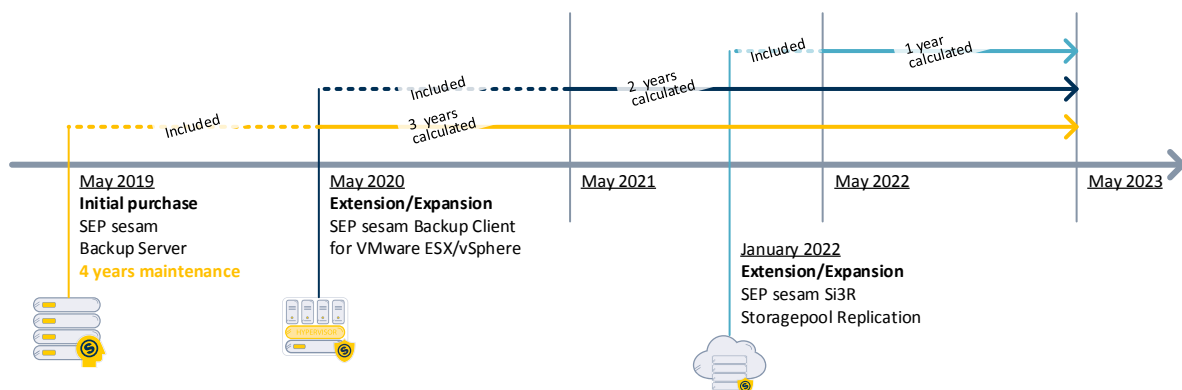 Included
1 year
calculated
Included
2 years
calculated
Included
3 years
calculated
May 2019
Initial purchase
SEP sesam
Backup Server
4 years maintenance
May 2020
Extension/Expansion
SEP sesam Backup Client
for VMware ESX/vSphere
May 2021
May 2022
May 2023
January 2022
Extension/Expansion
SEP sesam Si3R
Storagepool Replication
HYPERVISOR